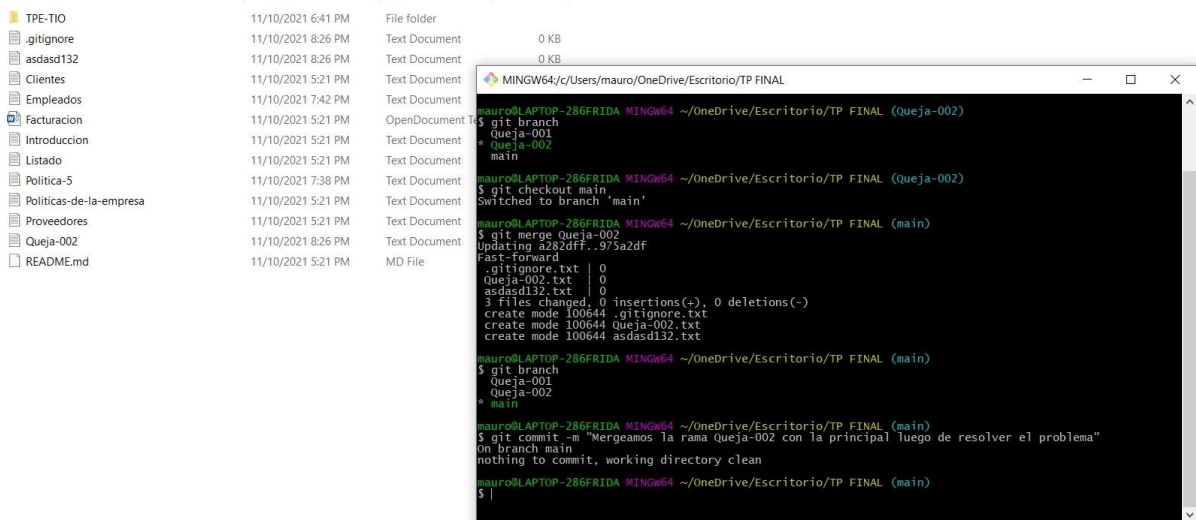 TPE-TIO 11/10/2021 6:41 PM File folder
.gitignore 11/10/2021 8:26 PM Text Document 0 KB
asdasd132 11/10/2021 8:26 PM Text Document 0 KB
Clientes 11/10/2021 5:21 PM Text Document
Empleados 11/10/2021 7:42 PM Text Document
Facturacion 11/10/2021 5:21 PM OpenDocument Te
Introduccion 11/10/2021 5:21 PM Text Document
Listado 11/10/2021 5:21 PM Text Document
Politica-5 11/10/2021 7:38 PM Text Document
Politicas-de-la-empresa 11/10/2021 5:21 PM Text Document
Proveedores 11/10/2021 5:21 PM Text Document
Queja-002 11/10/2021 8:26 PM Text Document
README.md 11/10/2021 5:21 PM MD File
MINGW64:/c/Users/mauro/OneDrive/Escritorio/TP FINAL
mauro@LAPTOP-286FRIDA MINGW64 ~/OneDrive/Escritorio/TP FINAL (Queja-002)
$ git branch
Queja-001
* Queja-002
main
mauro@LAPTOP-286FRIDA MINGW64 ~/OneDrive/Escritorio/TP FINAL (Queja-002)
$ git checkout main
Switched to branch 'main'
mauro@LAPTOP-286FRIDA MINGW64 ~/OneDrive/Escritorio/TP FINAL (main)
$ git merge Queja-002
Updating a282dff..975a2df
Fast-forward
.gitignore.txt | 0
Queja-002.txt | 0
asdasd132.txt | 0
3 files changed, 0 insertions(+), 0 deletions(-)
create mode 100644 .gitignore.txt
create mode 100644 Queja-002.txt
create mode 100644 asdasd132.txt
mauro@LAPTOP-286FRIDA MINGW64 ~/OneDrive/Escritorio/TP FINAL (main)
$ git branch
Queja-001
Queja-002
* main
mauro@LAPTOP-286FRIDA MINGW64 ~/OneDrive/Escritorio/TP FINAL (main)
$ git commit -m "Mergeamos la rama Queja-002 con la principal luego de resolver el problema"
On branch main
nothing to commit, working directory clean
mauro@LAPTOP-286FRIDA MINGW64 ~/OneDrive/Escritorio/TP FINAL (main)
$